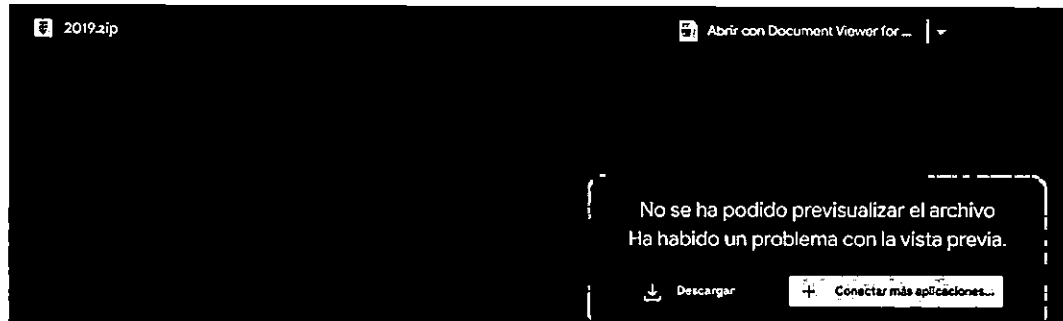 2019.zip
Abrir con Document Viewer for ...
No se ha podido previsualizar el archivo
Ha habido un problema con la vista previa.
Descargar
+ Conectar más aplicaciones...